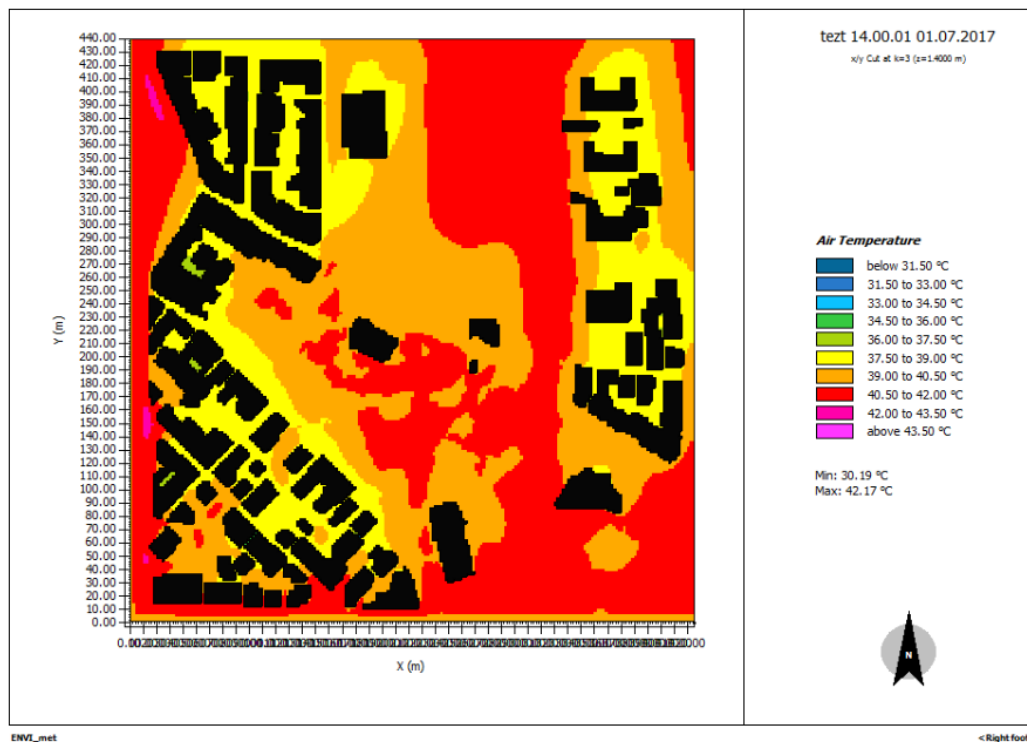 tezt 14.00.01 01.07.2017
x/y Cut at k=3 (z=1.4000 m)
440.00
430.00
420.00
410.00
400.00
390.00
380.00
370.00
360.00
350.00
340.00
330.00
320.00
310.00
300.00
290.00
280.00
270.00
260.00
250.00
240.00
230.00
220.00
210.00
200.00
190.00
180.00
170.00
160.00
150.00
140.00
130.00
120.00
110.00
100.00
90.00
80.00
70.00
60.00
50.00
40.00
30.00
20.00
10.00
0.00
Y (m)
X (m)
Air Temperature
below 31.50 °C
31.50 to 33.00 °C
33.00 to 34.50 °C
34.50 to 36.00 °C
36.00 to 37.50 °C
37.50 to 39.00 °C
39.00 to 40.50 °C
40.50 to 42.00 °C
42.00 to 43.50 °C
above 43.50 °C
Min: 30.19 °C
Max: 42.17 °C
N
ENVI_met
<Right foot